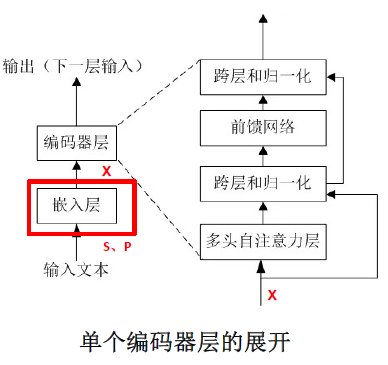 输出（下一层输入）
编码器层
X
嵌入层
S、P
输入文本
跨层和归一化
前馈网络
跨层和归一化
多头自注意力层
X
单个编码器层的展开